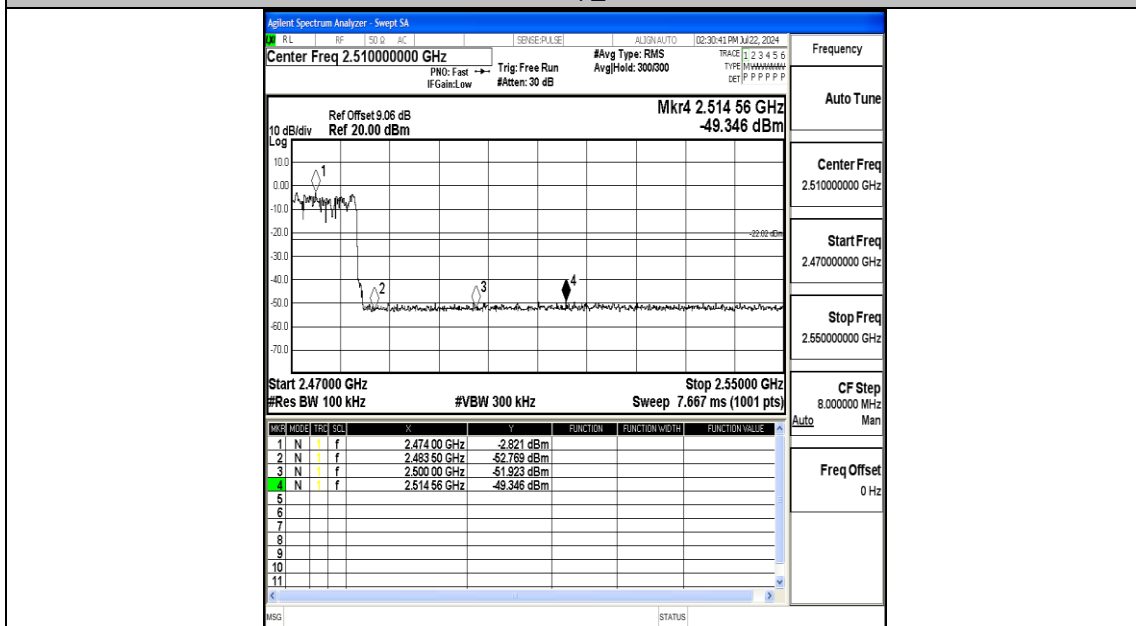 Agilent Spectrum Analyzer - Swept SA
RL RF 50 Ω AC SENSE:PULSE ALIGN AUTO 02:30:41 PM Jul 22, 2024
Center Freq 2.510000000 GHz
#Avg Type: RMS
TRACE 1 2 3 4 5 6
PNO: Fast Trig: Free Run Avg|Hold: 300/300
TYPE
IFGain:Low #Atten: 30 dB
DET P P P P P P
Mkr4 2.514 56 GHz
-49.346 dBm
Ref Offset 9.06 dB
10 dB/div Ref 20.00 dBm
Log
10.0
0.00
-10.0
-20.0
-30.0
-40.0
-50.0
-60.0
-70.0
1
2
3
4
-22.02 dBm
Start 2.47000 GHz Stop 2.55000 GHz
#Res BW 100 kHz #VBW 300 kHz Sweep 7.667 ms (1001 pts)
MKR MODE TRC SCL X Y FUNCTION FUNCTION WIDTH FUNCTION VALUE
1 N 1 f 2.474 00 GHz -2.821 dBm
2 N 1 f 2.483 50 GHz -52.769 dBm
3 N 1 f 2.500 00 GHz -51.923 dBm
4 N 1 f 2.514 56 GHz -49.346 dBm
5
6
7
8
9
10
11
MSG STATUS
Frequency
Auto Tune
Center Freq
2.510000000 GHz
Start Freq
2.470000000 GHz
Stop Freq
2.550000000 GHz
CF Step
8.000000 MHz
Auto Man
Freq Offset
0 Hz